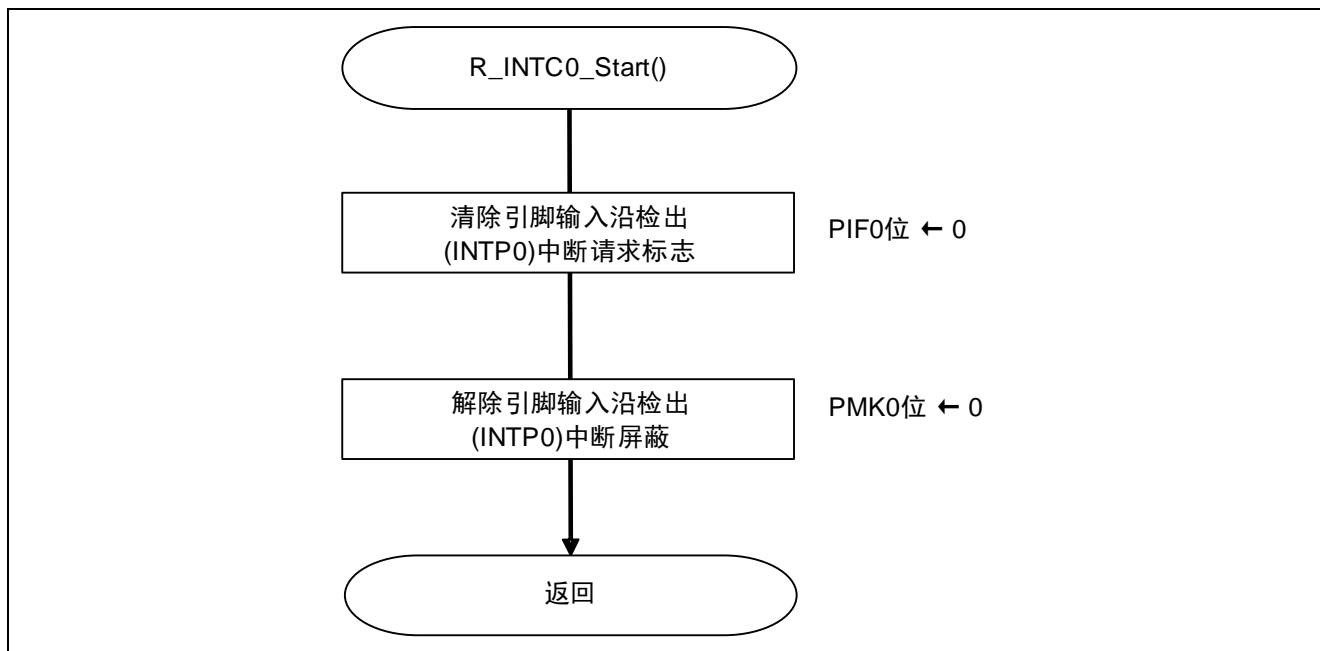 R_INTC0_Start()
清除引脚输入沿检出
(INTP0)中断请求标志
PIF0位 ← 0
解除引脚输入沿检出
(INTP0)中断屏蔽
PMK0位 ← 0
返回